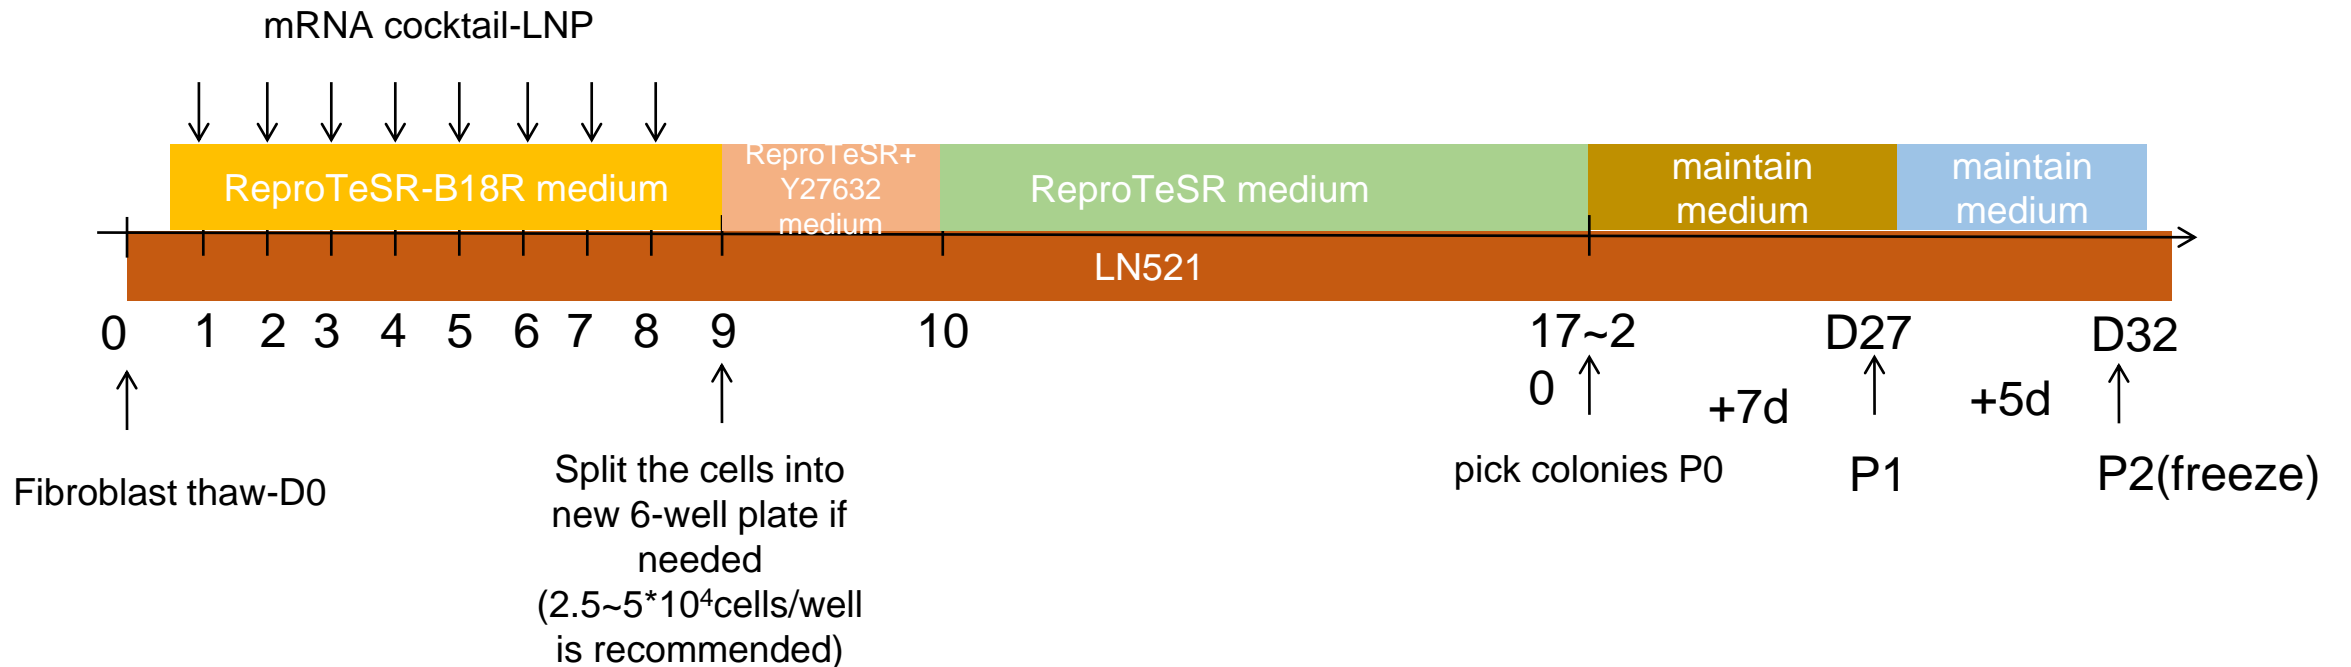 mRNA cocktail-LNP
ReproTeSR-B18R medium
ReproTeSR+
Y27632
medium
ReproTeSR medium
maintain
medium
maintain
medium
LN521
0
1
2
3
4
5
6
7
8
9
10
17~2
0
D27
D32
+7d
+5d
Fibroblast thaw-D0
Split the cells into
new 6-well plate if
needed
(2.5~5*10⁴cells/well
is recommended)
pick colonies P0
P1
P2(freeze)